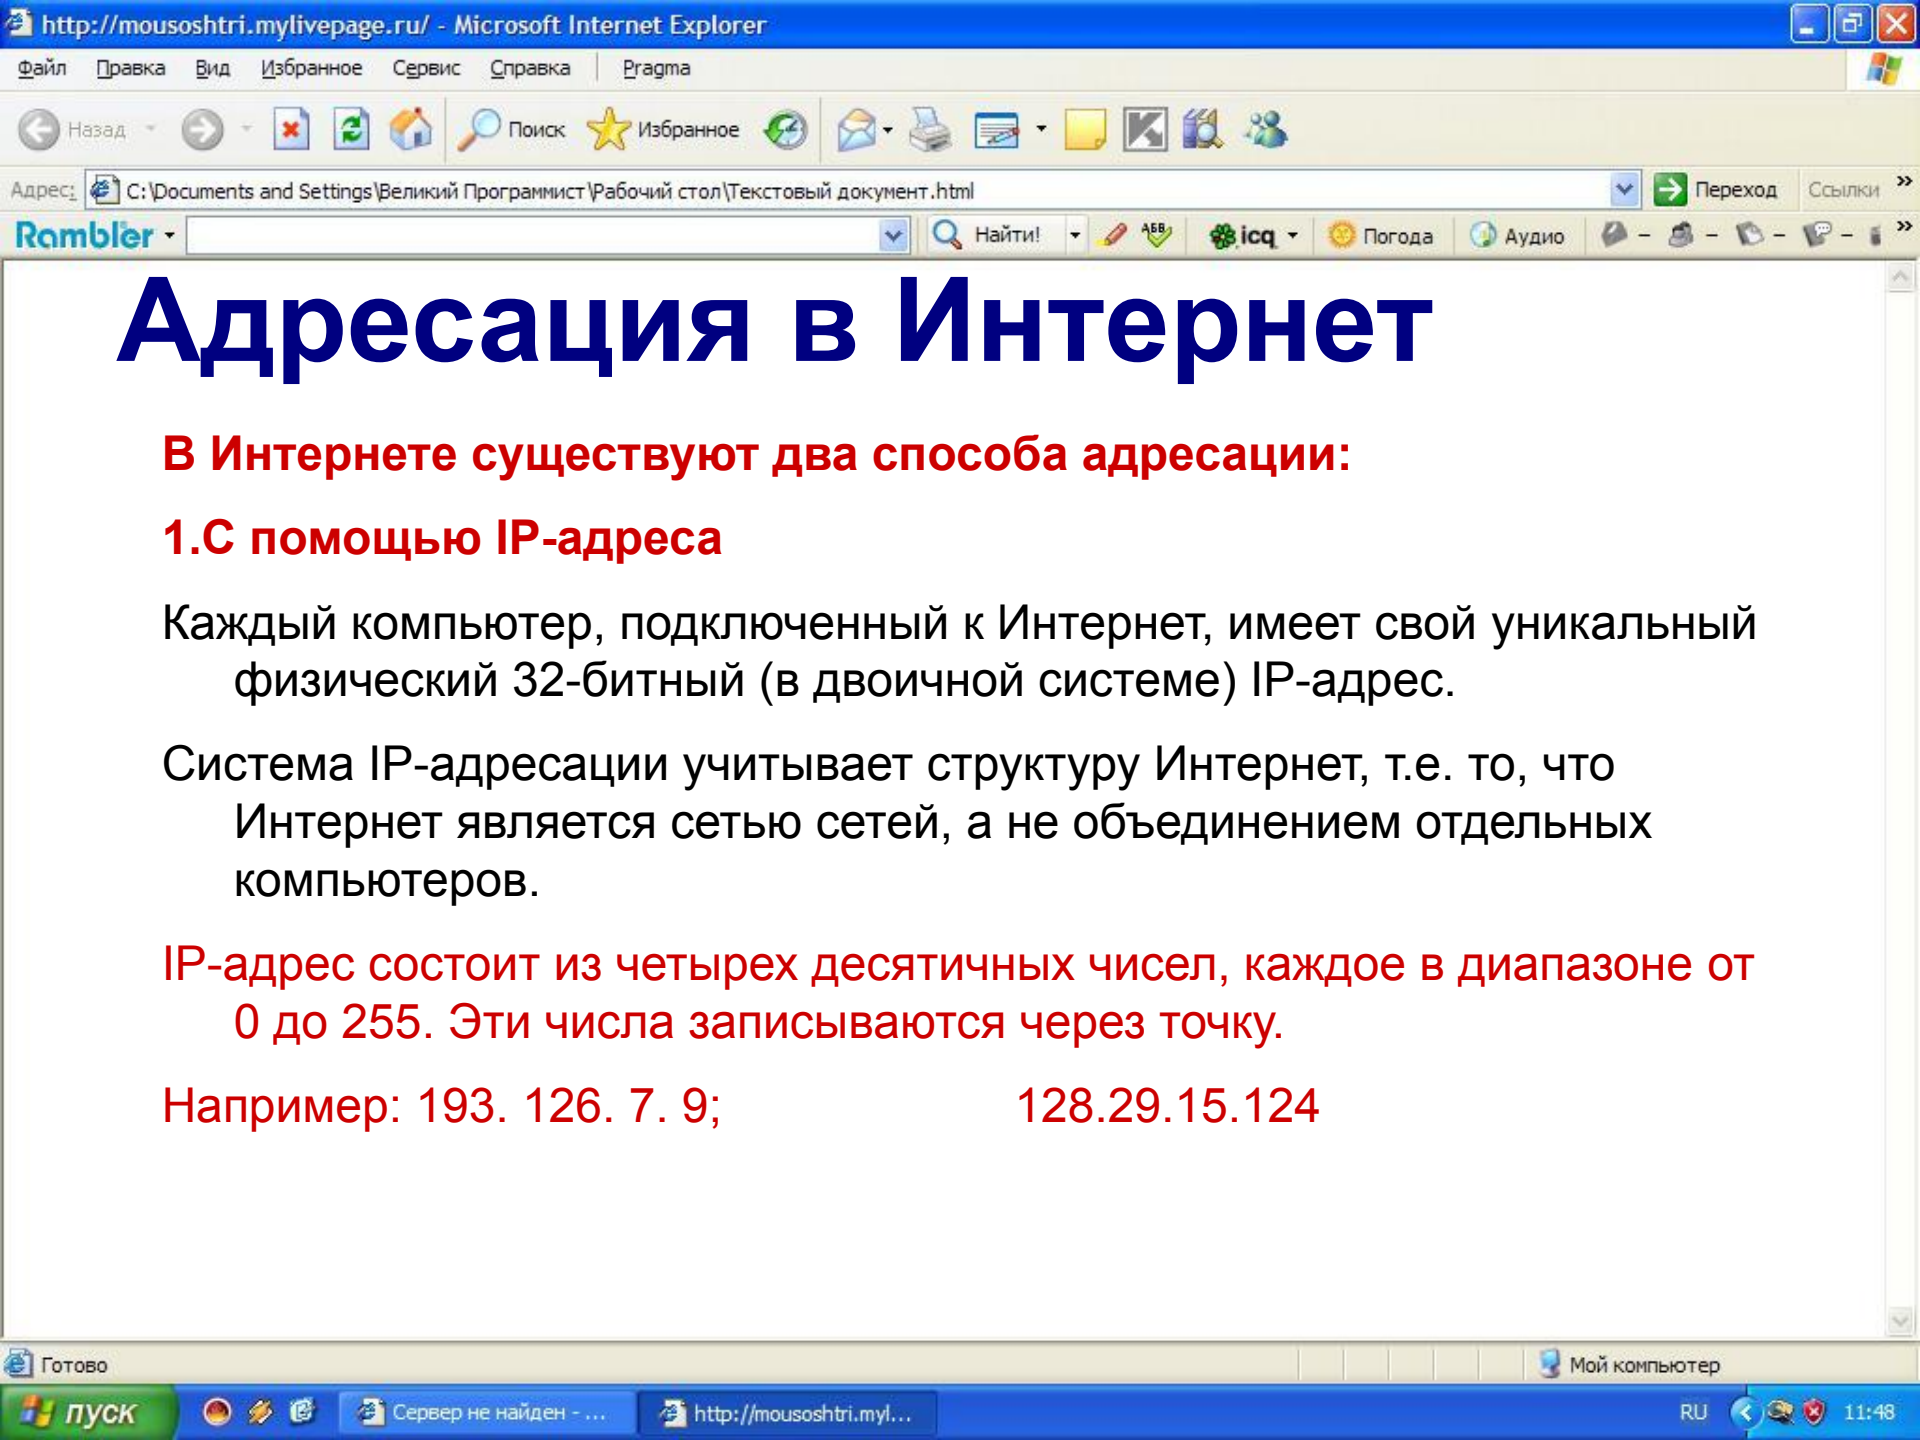 http://mousoshtri.mylivepage.ru/ - Microsoft Internet Explorer
Файл Правка Вид Избранное Сервис Справка Pragma
Назад Поиск Избранное
Адрес: C:\Documents and Settings\Великий Программист\Рабочий стол\Текстовый документ.html Переход Ссылки »
Rambler Найти! АБВ icq Погода Аудио »
Адресация в Интернет
В Интернете существуют два способа адресации:
1.С помощью IP-адреса
Каждый компьютер, подключенный к Интернет, имеет свой уникальный
физический 32-битный (в двоичной системе) IP-адрес.
Система IP-адресации учитывает структуру Интернет, т.е. то, что
Интернет является сетью сетей, а не объединением отдельных
компьютеров.
IP-адрес состоит из четырех десятичных чисел, каждое в диапазоне от
0 до 255. Эти числа записываются через точку.
Например: 193. 126. 7. 9; 128.29.15.124
Готово Мой компьютер
пуск Сервер не найден - ... http://mousoshtri.myl... RU 11:48